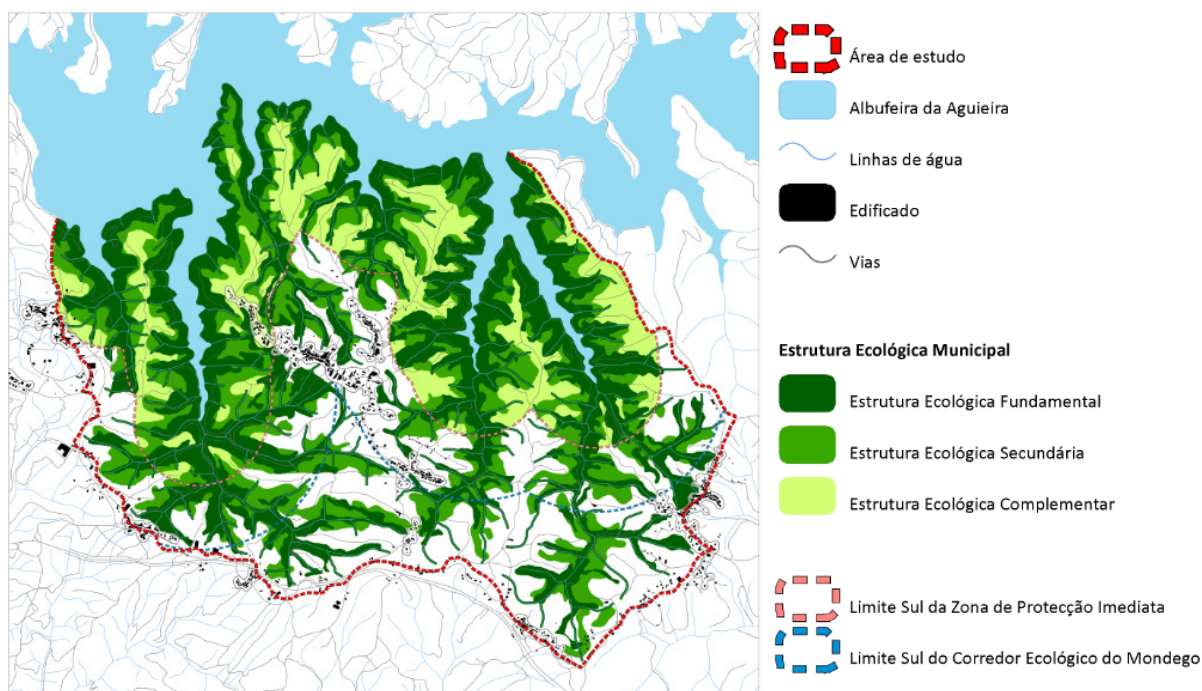 Área de estudo
Albufeira da Aguieira
Linhas de água
Edificado
Vias
Estrutura Ecológica Municipal
Estrutura Ecológica Fundamental
Estrutura Ecológica Secundária
Estrutura Ecológica Complementar
Limite Sul da Zona de Protecção Imediata
Limite Sul do Corredor Ecológico do Mondego